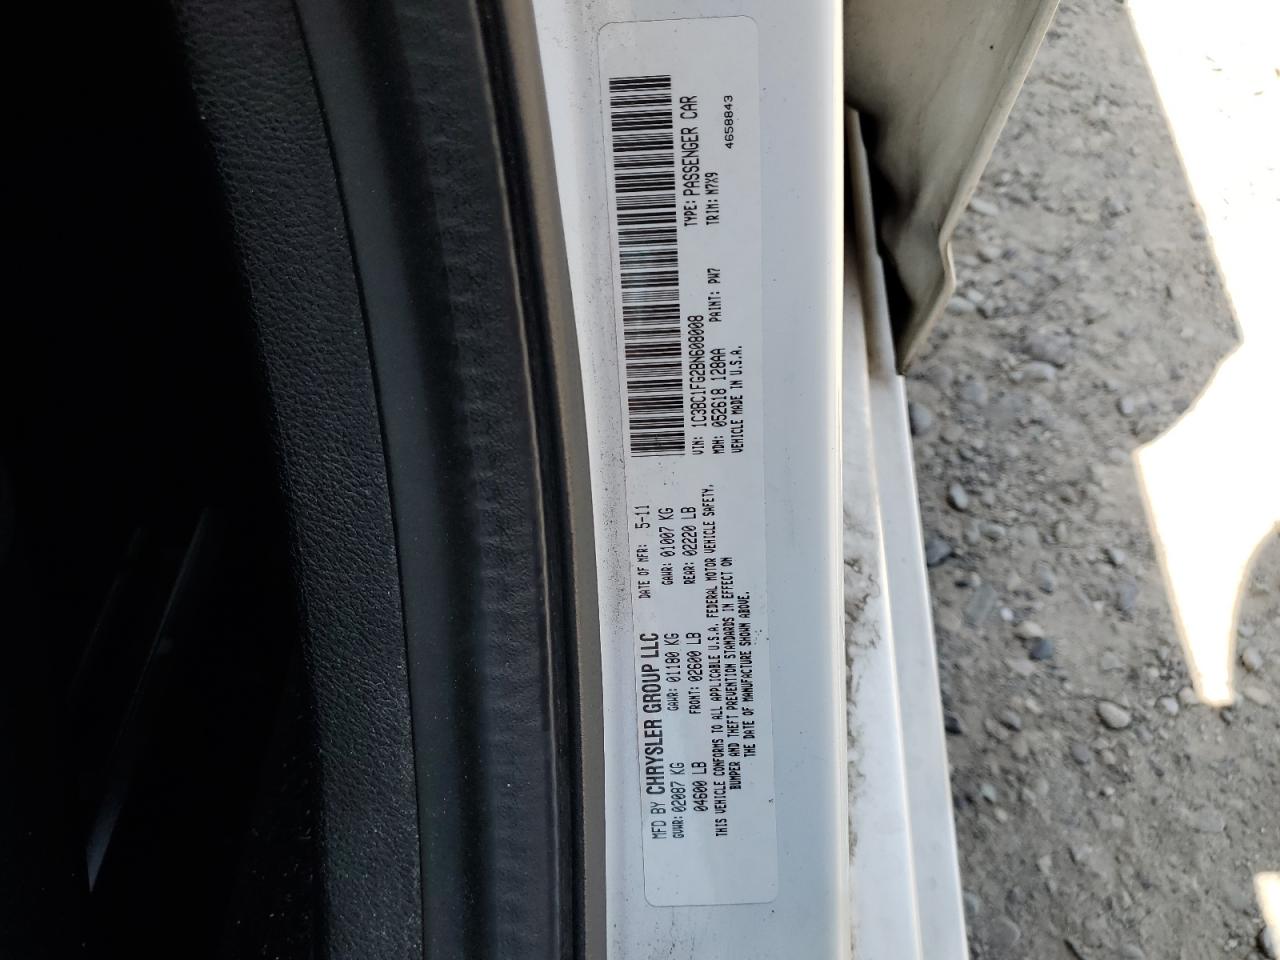 MFD BY CHRYSLER GROUP LLC DATE OF MFR: 5-11
GVWR: 02087 KG GAWR: 01180 KG GAWR: 01007 KG
04600 LB FRONT: 02600 LB REAR: 02220 LB
THIS VEHICLE CONFORMS TO ALL APPLICABLE U.S.A. FEDERAL MOTOR VEHICLE SAFETY,
BUMPER AND THEFT PREVENTION STANDARDS IN EFFECT ON
THE DATE OF MANUFACTURE SHOWN ABOVE.
VIN: 1C3BC1FG2BN608008 TYPE: PASSENGER CAR
MDH: 052618 128AA PAINT: PW7 TRIM: N7X9
VEHICLE MADE IN U.S.A. 4658843